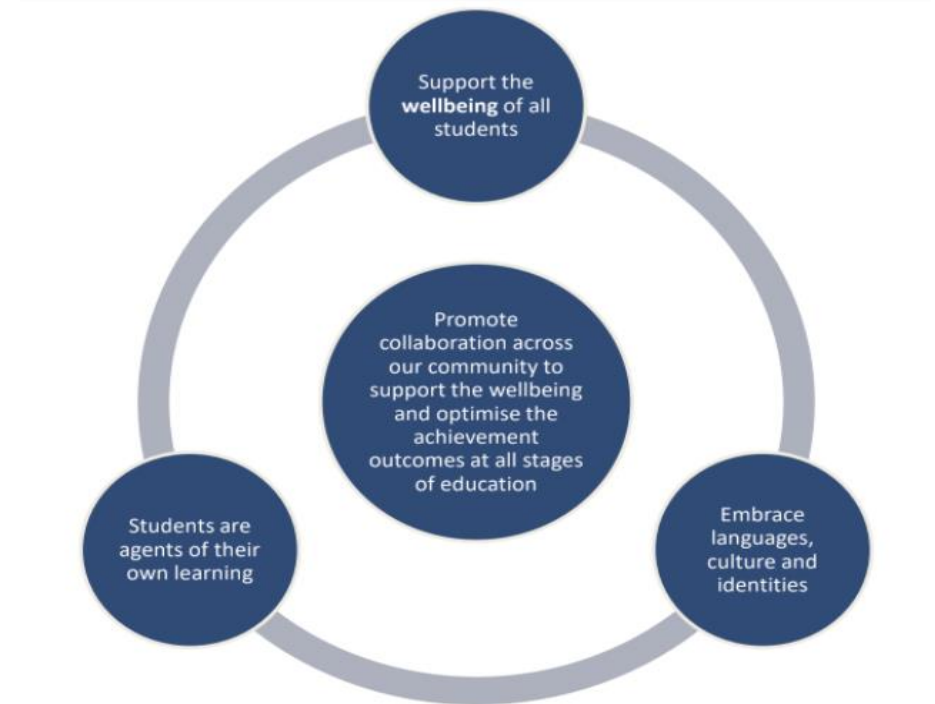 Support the
wellbeing of all
students
Promote
collaboration across
our community to
support the wellbeing
and optimise the
achievement
outcomes at all stages
of education
Students are
agents of their
own learning
Embrace
languages,
culture and
identities